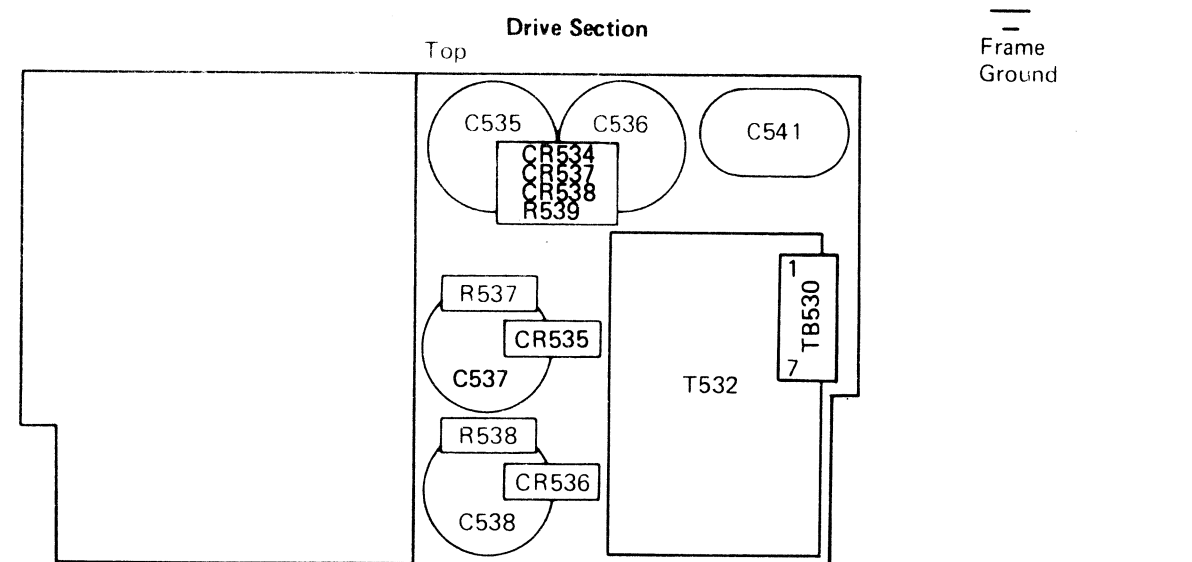 Drive Section
Top
Frame
Ground
C535
C536
C541
CR534
CR537
CR538
R539
R537
CR535
C537
1
TB530
7
T532
R538
CR536
C538